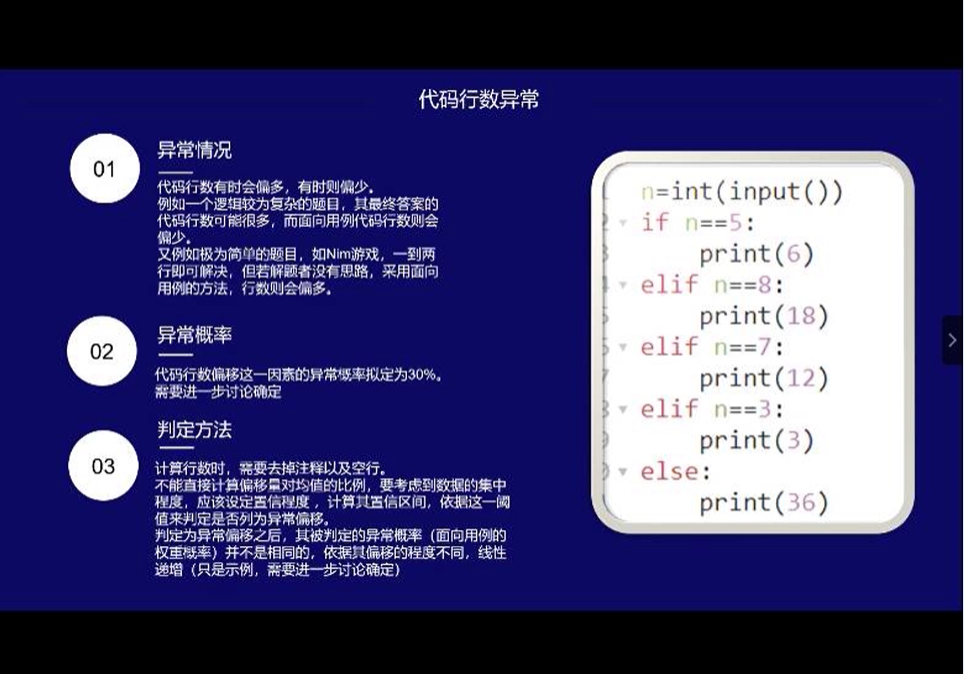 代码行数异常
01
异常情况
代码行数有时会偏多，有时则偏少。
例如一个逻辑较为复杂的题目，其最终答案的
代码行数可能很多，而面向用例代码行数则会
偏少。
又例如极为简单的题目，如Nim游戏，一到两
行即可解决，但若解题者没有思路，采用面向
用例的方法，行数则会偏多。
02
异常概率
代码行数偏移这一因素的异常概率拟定为30%。
需要进一步讨论确定
03
判定方法
计算行数时，需要去掉注释以及空行。
不能直接计算偏移量对均值的比例，要考虑到数据的集中
程度，应该设定置信程度，计算其置信区间，依据这一阈
值来判定是否列为异常偏移。
判定为异常偏移之后，其被判定的异常概率（面向用例的
权重概率）并不是相同的，依据其偏移的程度不同，线性
递增（只是示例，需要进一步讨论确定）
n=int(input())
if n==5:
print(6)
elif n==8:
print(18)
elif n==7:
print(12)
elif n==3:
print(3)
else:
print(36)